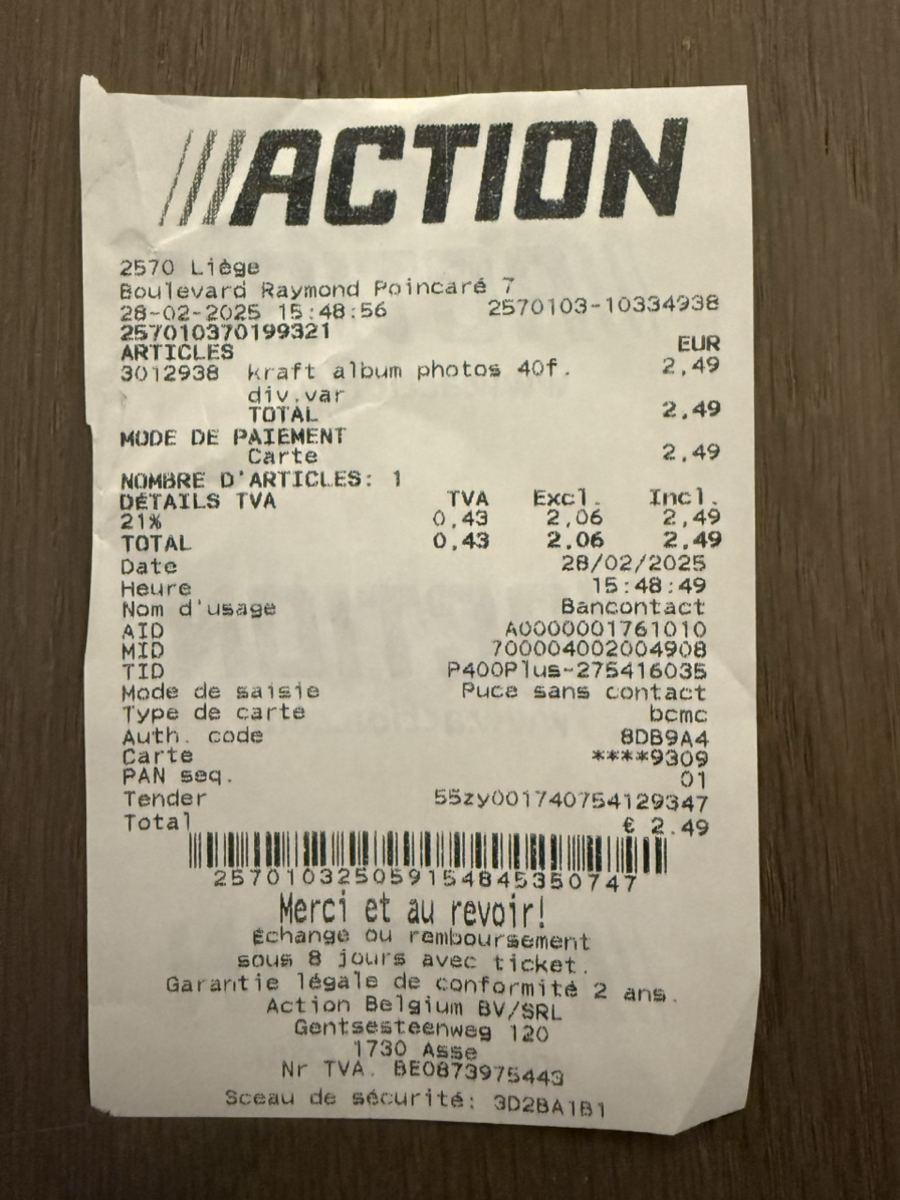 ACTION
2570 Liège
Boulevard Raymond Poincaré 7
28-02-2025 15:48:56 2570103-10334938
257010370199321
ARTICLES EUR
3012938 kraft album photos 40f. 2,49
div.var
TOTAL 2,49
MODE DE PAIEMENT
Carte 2,49
NOMBRE D'ARTICLES: 1
DÉTAILS TVA TVA Excl. Incl.
21% 0,43 2,06 2,49
TOTAL 0,43 2,06 2,49
Date 28/02/2025
Heure 15:48:49
Nom d'usage Bancontact
AID A0000001761010
MID 700004002004908
TID P400Plus-275416035
Mode de saisie Puce sans contact
Type de carte bcmc
Auth. code 8DB9A4
Carte ****9309
PAN seq. 01
Tender 55zy001740754129347
Total € 2.49
257010325059154845350747
Merci et au revoir!
Échange ou remboursement
sous 8 jours avec ticket.
Garantie légale de conformité 2 ans.
Action Belgium BV/SRL
Gentsesteenweg 120
1730 Asse
Nr TVA. BE0873975443
Sceau de sécurité: 3D2BA1B1